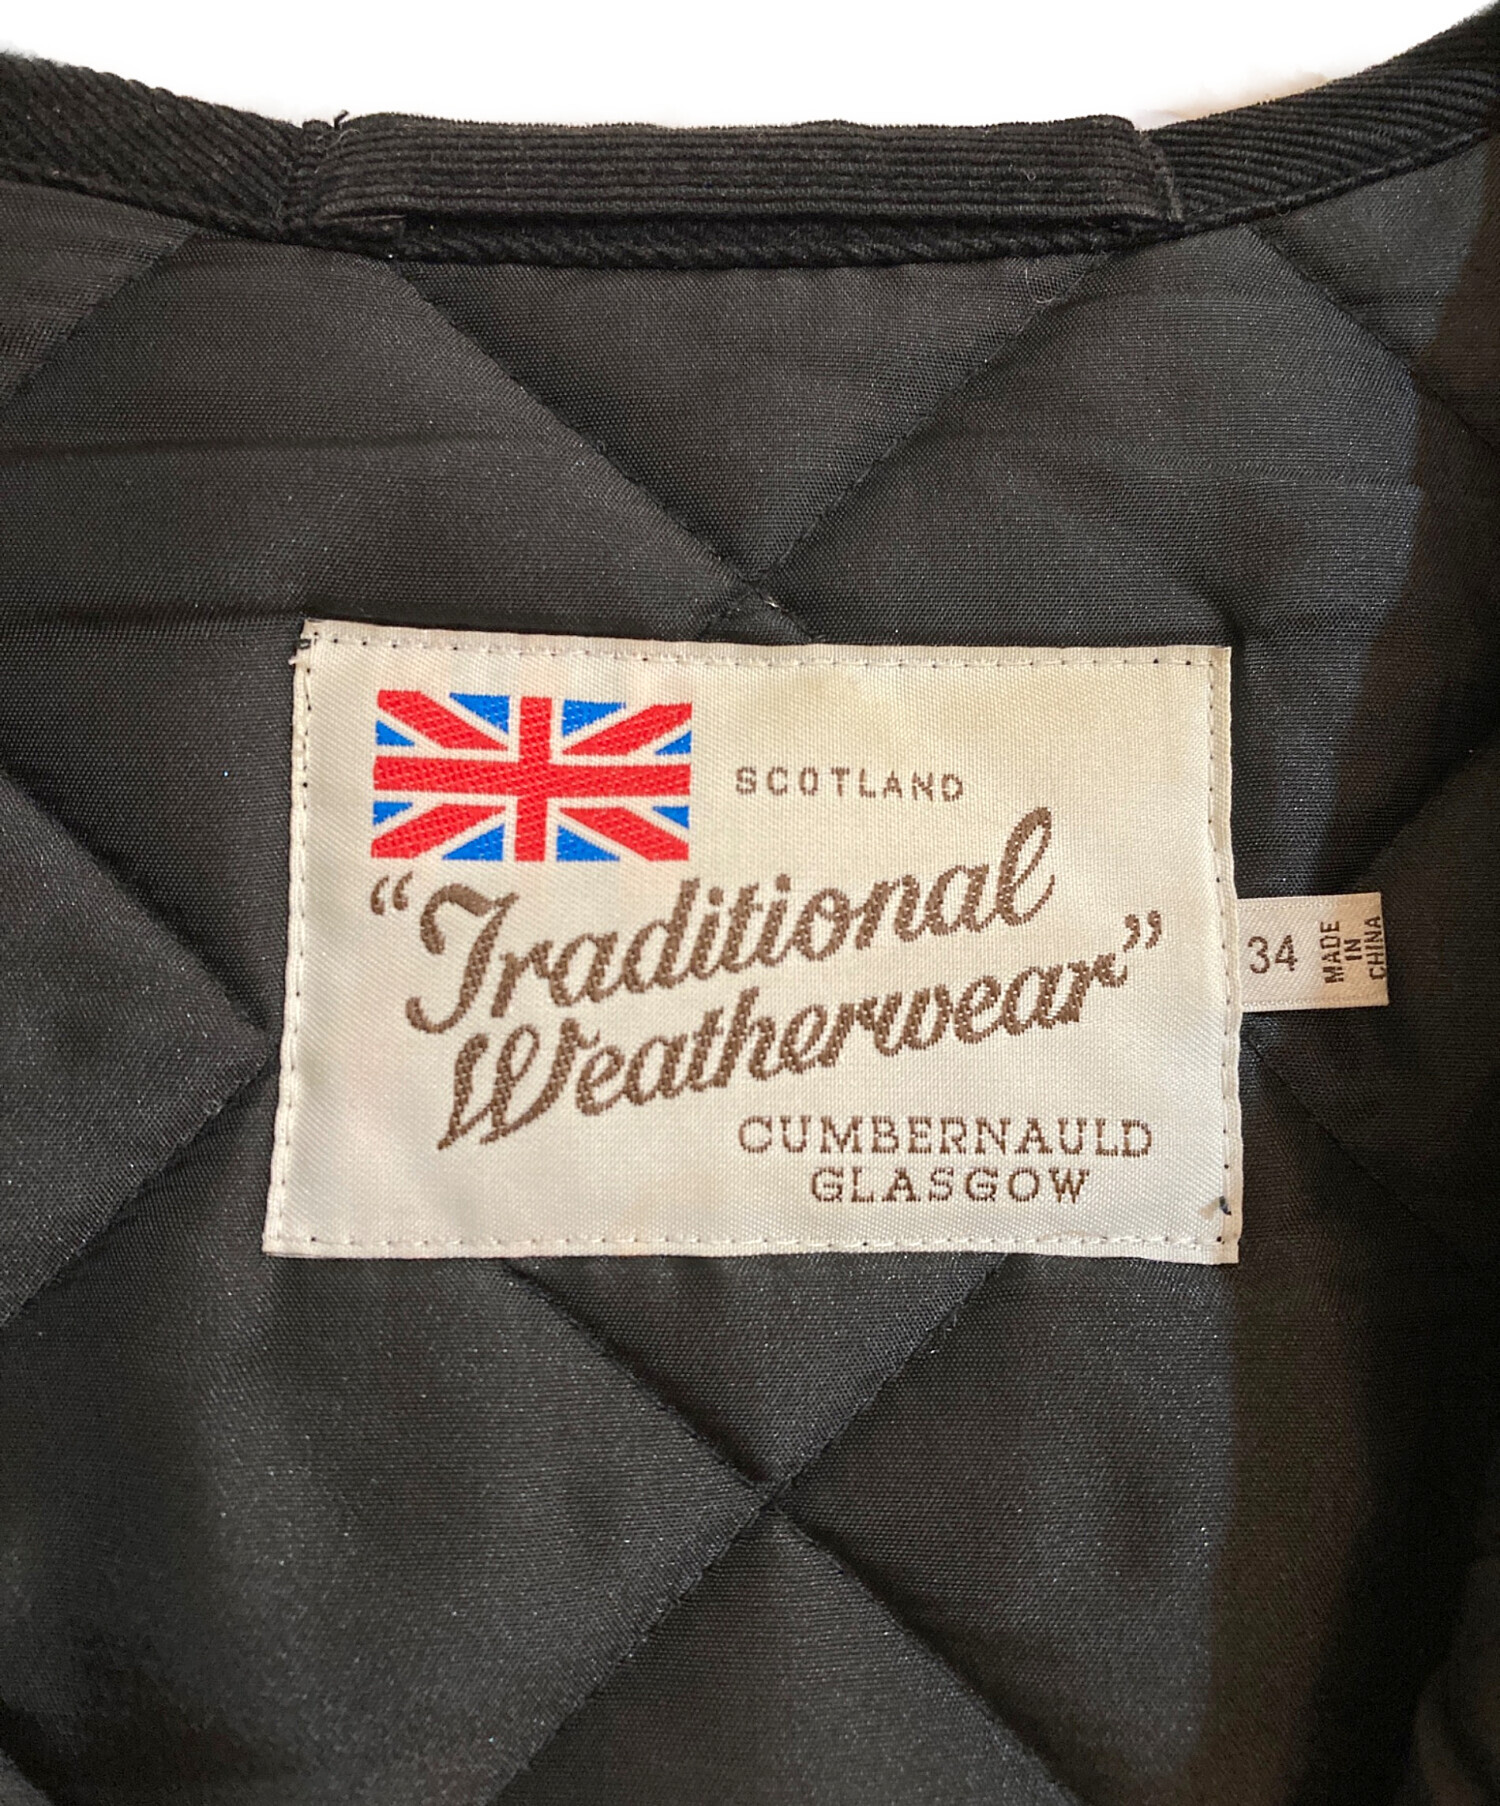 SCOTLAND
“Traditional
Weatherwear”
CUMBERNAULD
GLASGOW
34
MADE
IN
CHINA